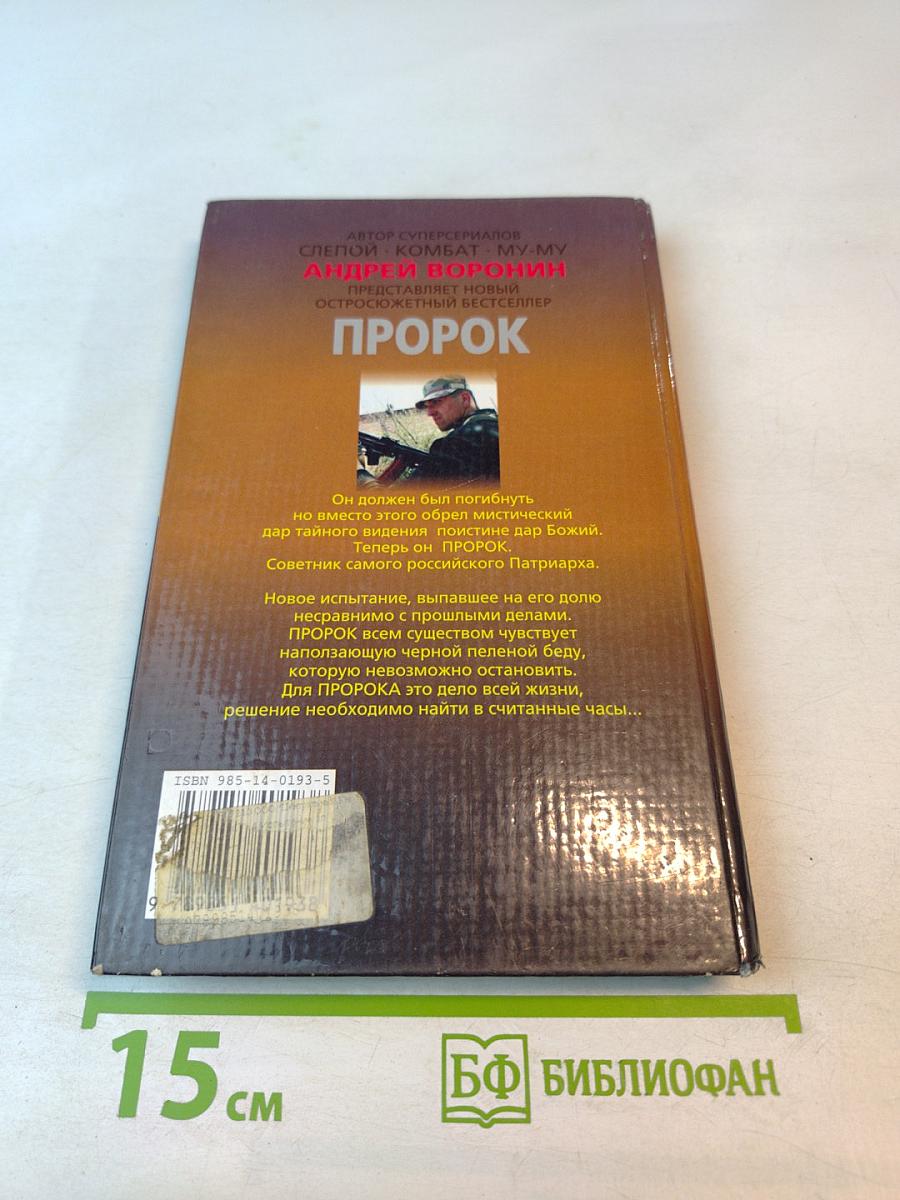 АВТОР СУПЕРСЕРИАЛОВ
СЛЕПОЙ · КОМБАТ · МУ-МУ
АНДРЕЙ ВОРОНИН
ПРЕДСТАВЛЯЕТ НОВЫЙ
ОСТРОСЮЖЕТНЫЙ БЕСТСЕЛЛЕР
ПРОРОК
Он должен был погибнуть
но вместо этого обрел мистический
дар тайного видения поистине дар Божий.
Теперь он ПРОРОК.
Советник самого российского Патриарха.
Новое испытание, выпавшее на его долю
несравнимо с прошлыми делами.
ПРОРОК всем существом чувствует
наползающую черной пеленой беду,
которую невозможно остановить.
Для ПРОРОКА это дело всей жизни,
решение необходимо найти в считанные часы...
ISBN 985-14-0193-5
15 см
БФ БИБЛИОФАН